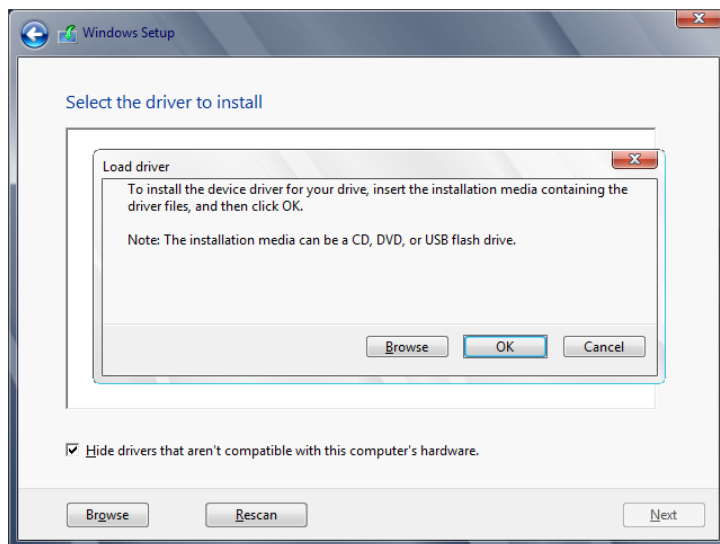 Windows Setup
Select the driver to install
Load driver
To install the device driver for your drive, insert the installation media containing the
driver files, and then click OK.
Note: The installation media can be a CD, DVD, or USB flash drive.
Browse OK Cancel
Hide drivers that aren't compatible with this computer's hardware.
Browse Rescan Next